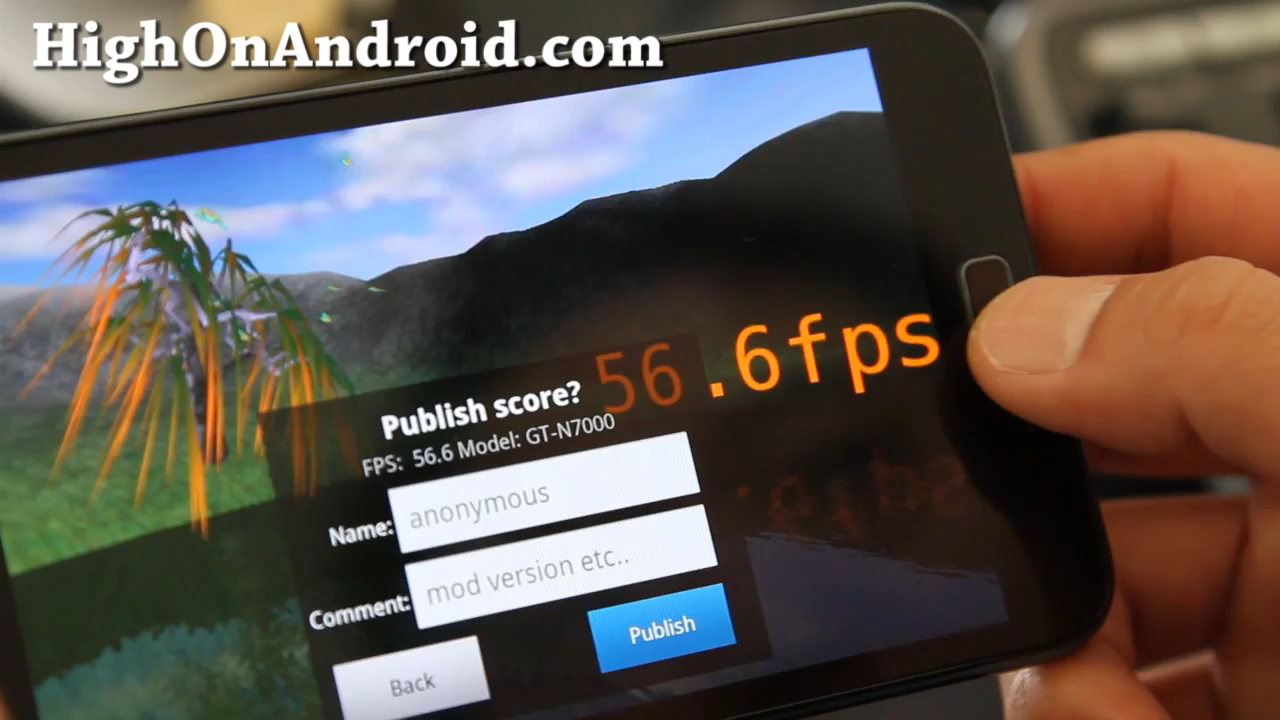 HighOnAndroid.com
56.6fps
Publish score?
FPS: 56.6 Model: GT-N7000
Name:
anonymous
Comment:
mod version etc..
Back
Publish